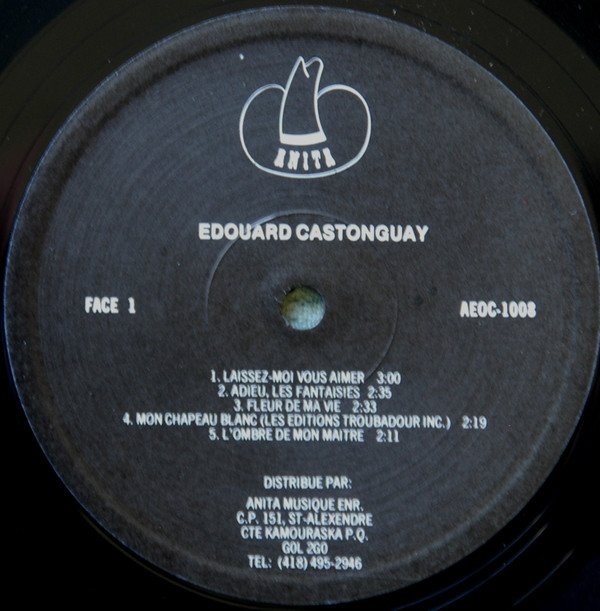 ANITA
EDOUARD CASTONGUAY
FACE 1
AEOC-1008
1. LAISSEZ-MOI VOUS AIMER 3:00
2. ADIEU, LES FANTAISIES 2:35
3. FLEUR DE MA VIE 2:33
4. MON CHAPEAU BLANC (LES EDITIONS TROUBADOUR INC.) 2:19
5. L'OMBRE DE MON MAITRE 2:11
DISTRIBUE PAR:
ANITA MUSIQUE ENR.
C.P. 151, ST-ALEXENDRE
CTE KAMOURASKA P.Q.
G0L 2G0
TEL: (418) 495-2946